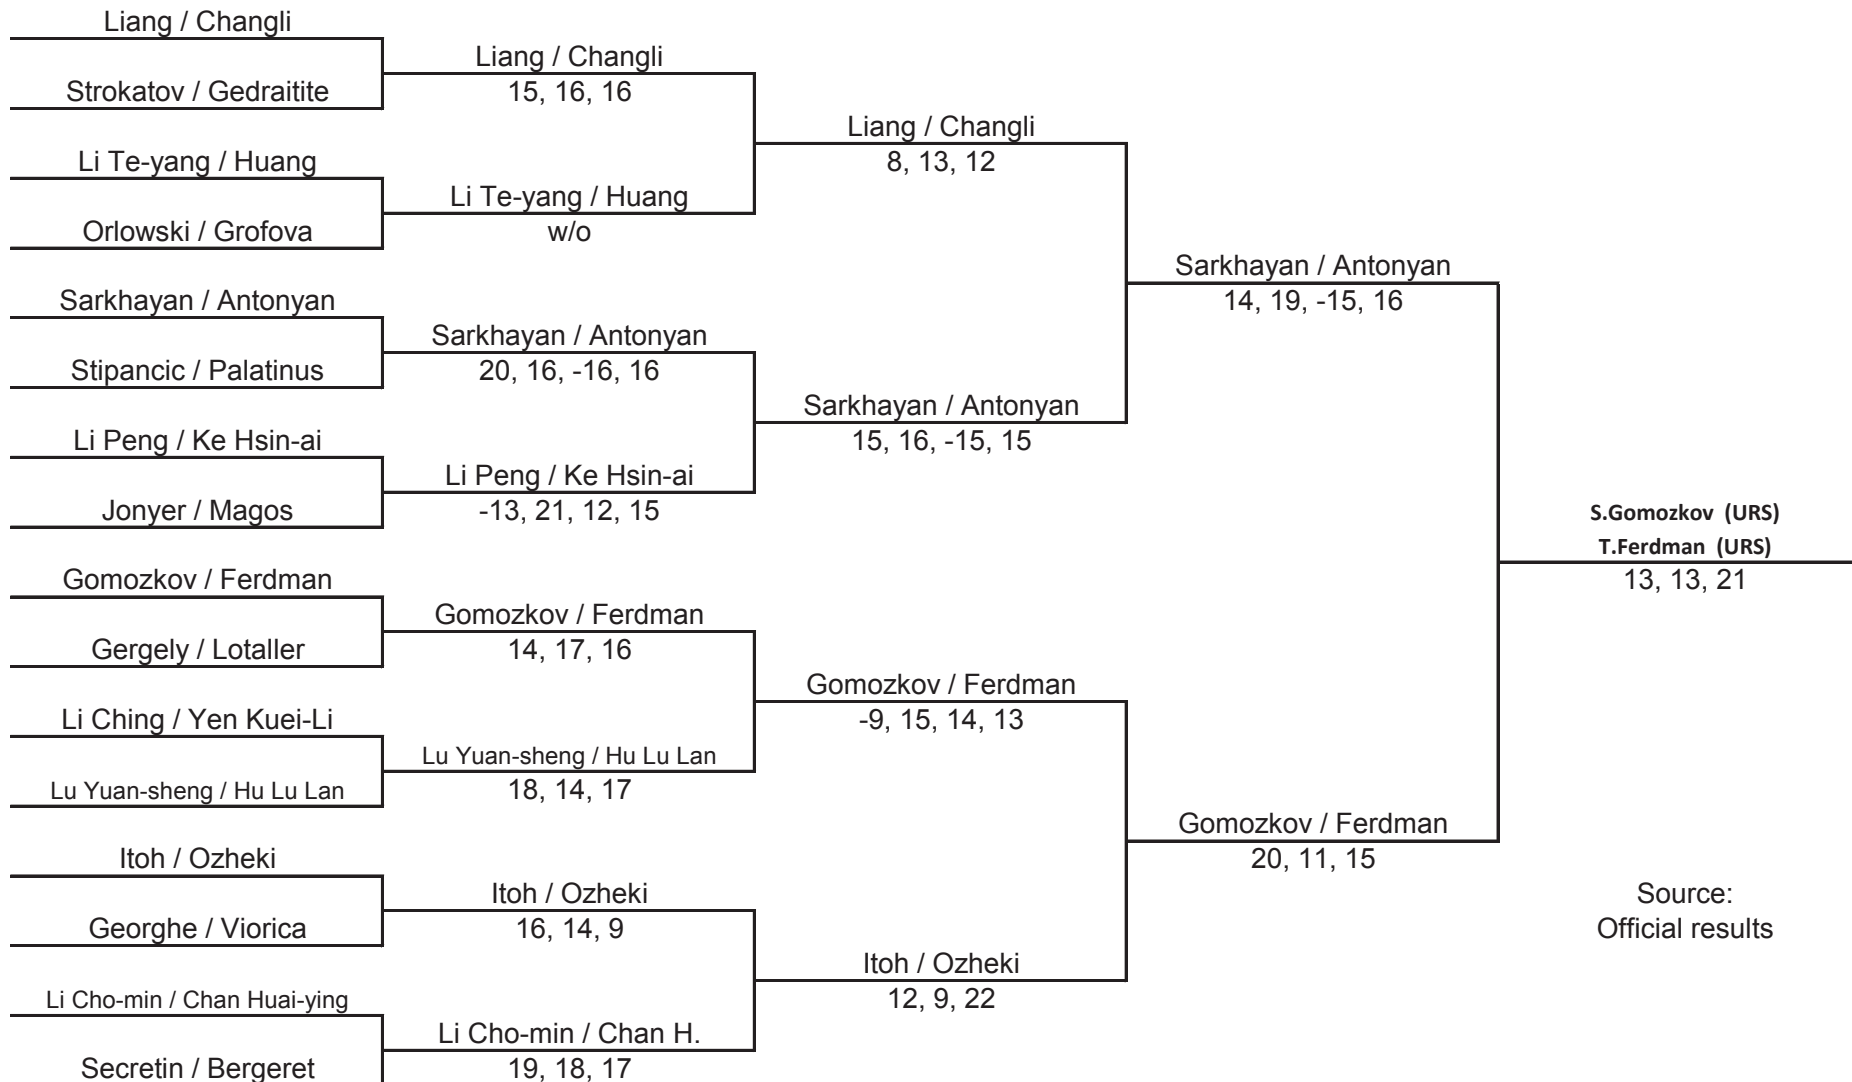 Liang / Changli
Strokatov / Gedraitite
Li Te-yang / Huang
Orlowski / Grofova
Sarkhayan / Antonyan
Stipancic / Palatinus
Li Peng / Ke Hsin-ai
Jonyer / Magos
Gomozkov / Ferdman
Gergely / Lotaller
Li Ching / Yen Kuei-Li
Lu Yuan-sheng / Hu Lu Lan
Itoh / Ozheki
Georghe / Viorica
Li Cho-min / Chan Huai-ying
Secretin / Bergeret
Liang / Changli
15, 16, 16
Li Te-yang / Huang
w/o
Sarkhayan / Antonyan
20, 16, -16, 16
Li Peng / Ke Hsin-ai
-13, 21, 12, 15
Gomozkov / Ferdman
14, 17, 16
Lu Yuan-sheng / Hu Lu Lan
18, 14, 17
Itoh / Ozheki
16, 14, 9
Li Cho-min / Chan H.
19, 18, 17
Liang / Changli
8, 13, 12
Sarkhayan / Antonyan
15, 16, -15, 15
Gomozkov / Ferdman
-9, 15, 14, 13
Itoh / Ozheki
12, 9, 22
Sarkhayan / Antonyan
14, 19, -15, 16
Gomozkov / Ferdman
20, 11, 15
S.Gomozkov (URS)
T.Ferdman (URS)
13, 13, 21
Source:
Official results